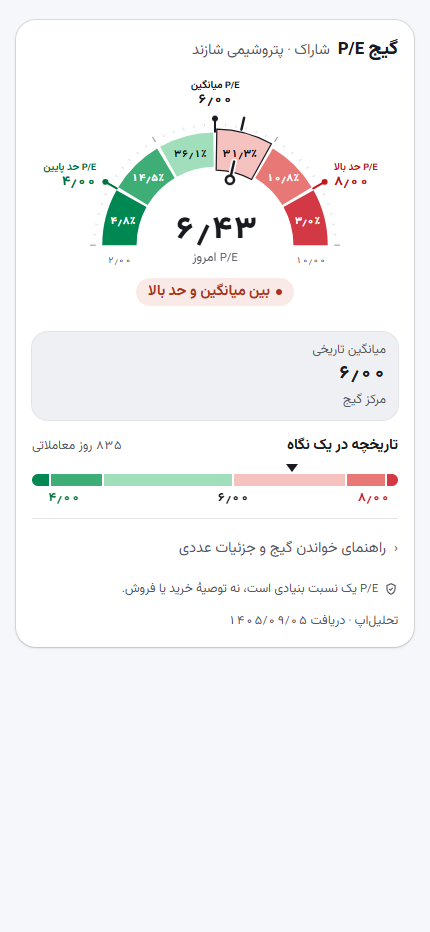 گیج P/E شاراک · پتروشیمی شازند
P/E میانگین
۶٫۰۰
P/E حد بالا
۸٫۰۰
P/E حد پایین
۴٫۰۰
۳٫۰٪
۱۰٫۸٪
۳۱٫۳٪
۳۶٫۱٪
۱۴٫۵٪
۴٫۸٪
۶٫۴۳
P/E امروز
۱۰٫۰۰
۲٫۰۰
بین میانگین و حد بالا
میانگین تاریخی
۶٫۰۰
مرکز گیج
تاریخچه در یک نگاه ۸۳۵ روز معاملاتی
۸٫۰۰ ۶٫۰۰ ۴٫۰۰
راهنمای خواندن گیج و جزئیات عددی
P/E یک نسبت بنیادی است، نه توصیهٔ خرید یا فروش.
تحلیل‌اپ · دریافت ۱۴۰۵/۰۹/۰۵